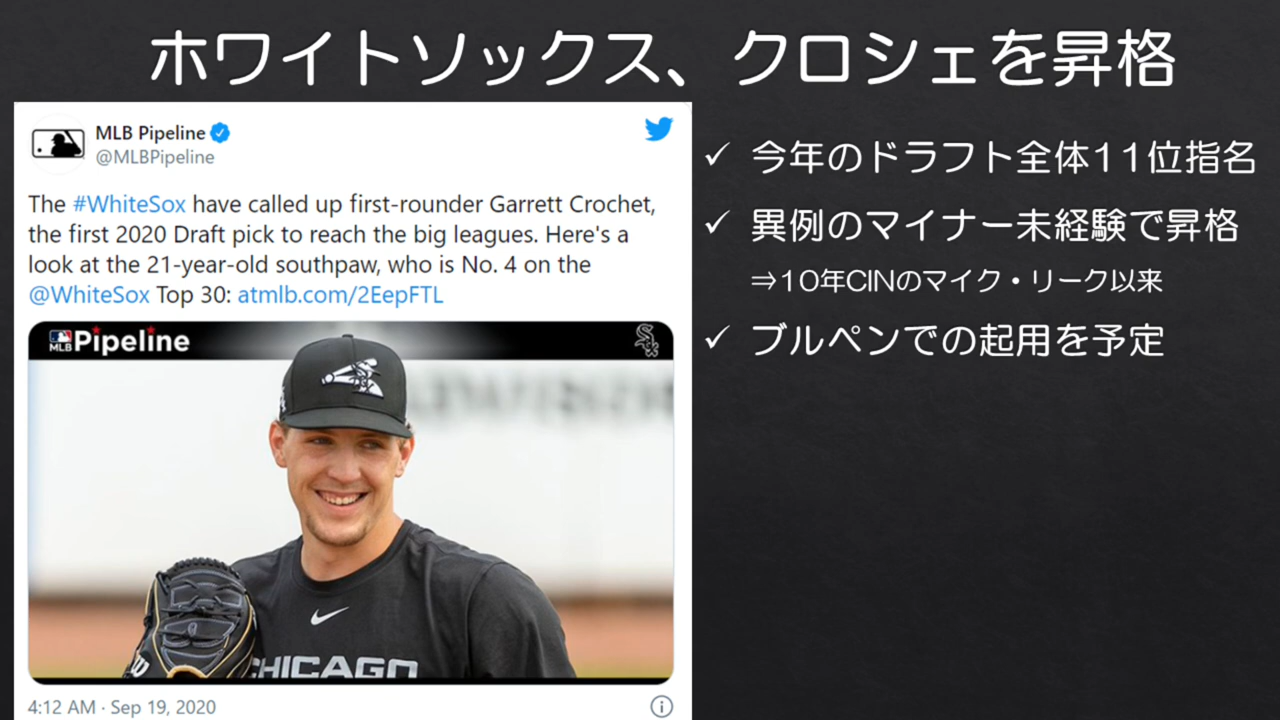 ホワイトソックス、クロシェを昇格
MLB Pipeline
@MLBPipeline
The #WhiteSox have called up first-rounder Garrett Crochet,
the first 2020 Draft pick to reach the big leagues. Here's a
look at the 21-year-old southpaw, who is No. 4 on the
@WhiteSox Top 30: atmlb.com/2EepFTL
MLB Pipeline
CHICAGO
4:12 AM · Sep 19, 2020
✓ 今年のドラフト全体11位指名
✓ 異例のマイナー未経験で昇格
⇒10年CINのマイク・リーク以来
✓ ブルペンでの起用を予定